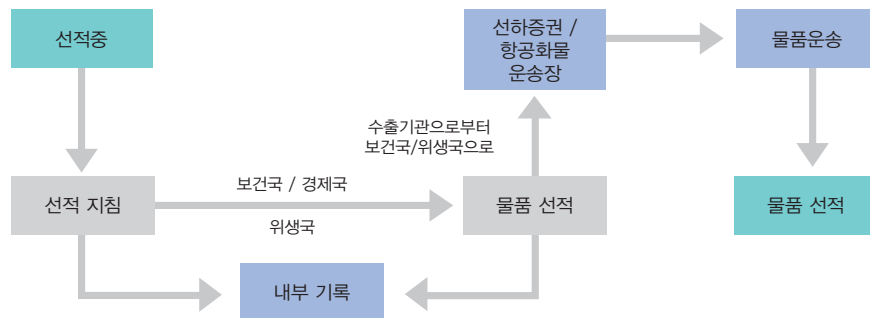 선적중
선하증권 /
항공화물
운송장
물품운송
수출기관으로부터
보건국/위생국으로
선적 지침
보건국 / 경제국
위생국
물품 선적
물품 선적
내부 기록